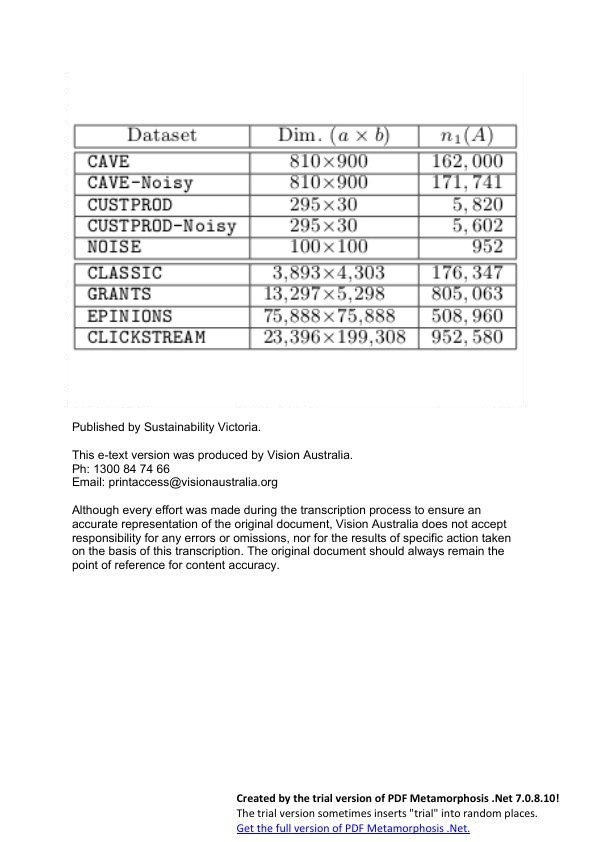 Dataset Dim. (a × b) n₁(A)
CAVE 810×900 162,000
CAVE-Noisy 810×900 171,741
CUSTPROD 295×30 5,820
CUSTPROD-Noisy 295×30 5,602
NOISE 100×100 952
CLASSIC 3,893×4,303 176,347
GRANTS 13,297×5,298 805,063
EPINIONS 75,888×75,888 508,960
CLICKSTREAM 23,396×199,308 952,580
Published by Sustainability Victoria.
This e-text version was produced by Vision Australia.
Ph: 1300 84 74 66
Email: printaccess@visionaustralia.org
Although every effort was made during the transcription process to ensure an
accurate representation of the original document, Vision Australia does not accept
responsibility for any errors or omissions, nor for the results of specific action taken
on the basis of this transcription. The original document should always remain the
point of reference for content accuracy.
Created by the trial version of PDF Metamorphosis .Net 7.0.8.10!
The trial version sometimes inserts "trial" into random places.
Get the full version of PDF Metamorphosis .Net.